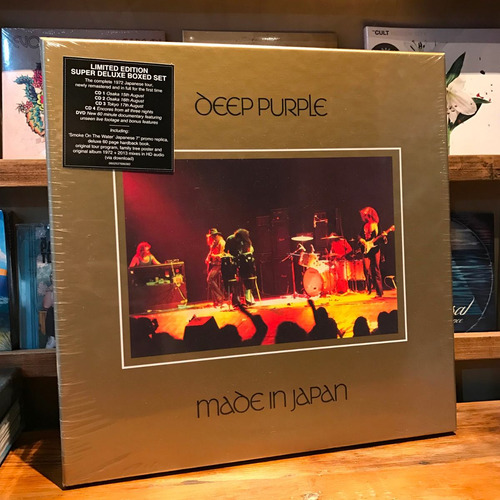 LIMITED EDITION
SUPER DELUXE BOXED SET
The complete 1972 Japanese tour,
newly remastered and in full for the first time
CD 1 Osaka 15th August
CD 2 Osaka 16th August
CD 3 Tokyo 17th August
CD 4 Encores from all three nights
DVD New 60 minute documentary featuring
unseen live footage and bonus features
Including:
'Smoke On The Water' Japanese 7" promo replica,
deluxe 60 page hardback book,
original tour program, family tree poster and
original album 1972 + 2013 mixes in HD audio
(via download)
DEEP PURPLE
MADE IN JAPAN
CULT